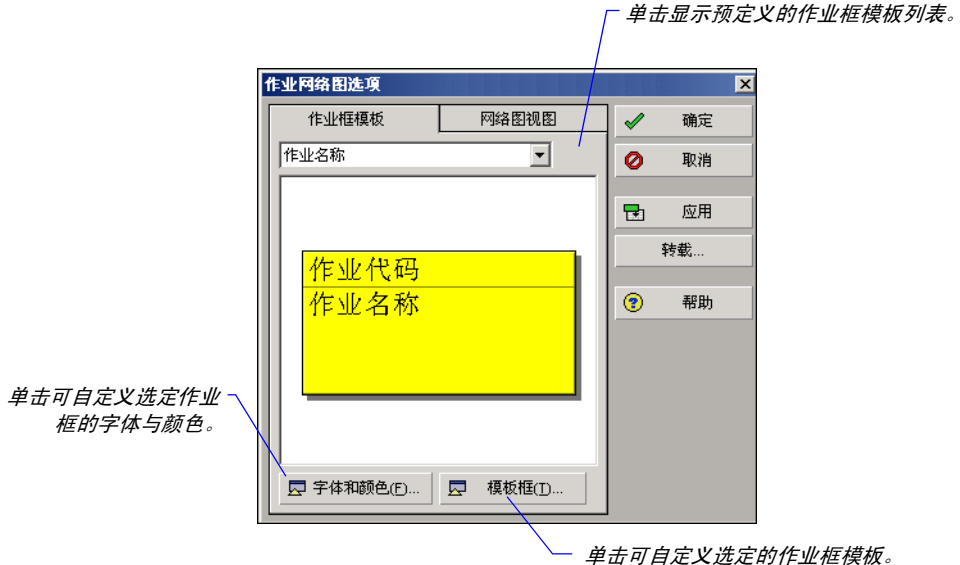 单击显示预定义的作业框模板列表。
作业网络图选项
作业框模板
网络图视图
确定
作业名称
取消
应用
转载...
作业代码
作业名称
帮助
单击可自定义选定作业
框的字体与颜色。
字体和颜色(F)...
模板框(T)...
单击可自定义选定的作业框模板。